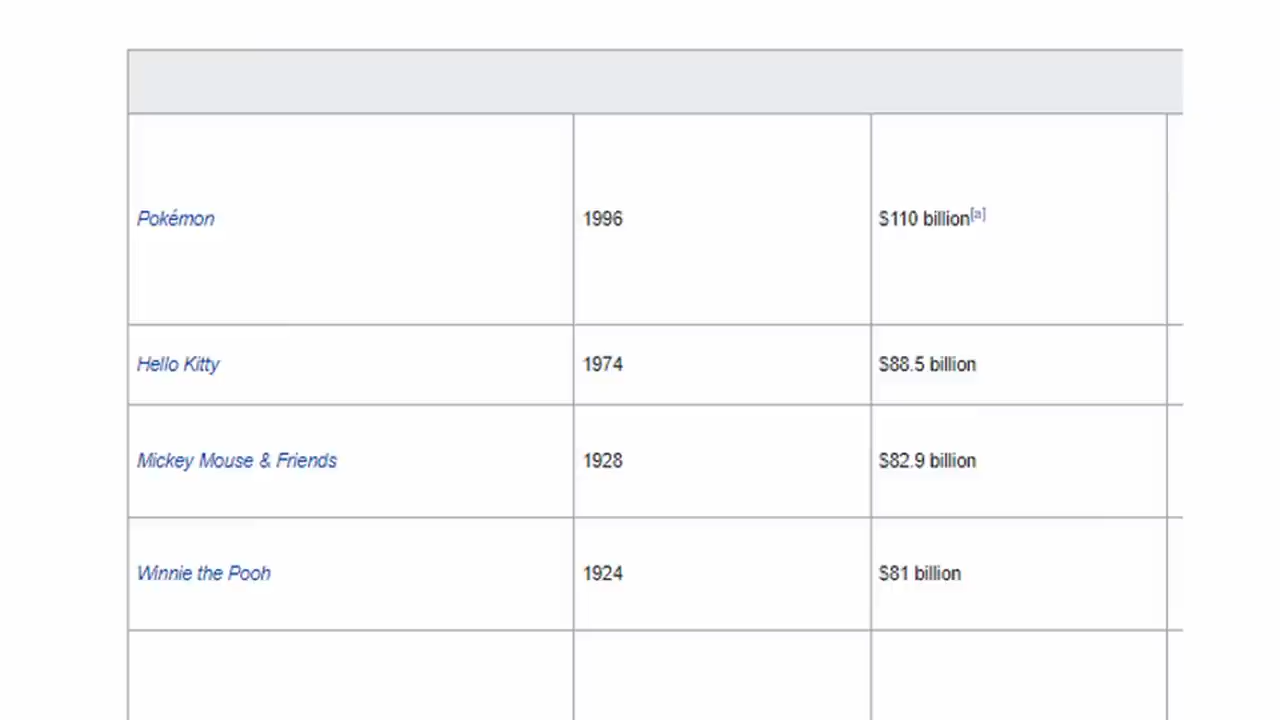 Pokémon 1996 $110 billion[a]
Hello Kitty 1974 $88.5 billion
Mickey Mouse & Friends 1928 $82.9 billion
Winnie the Pooh 1924 $81 billion